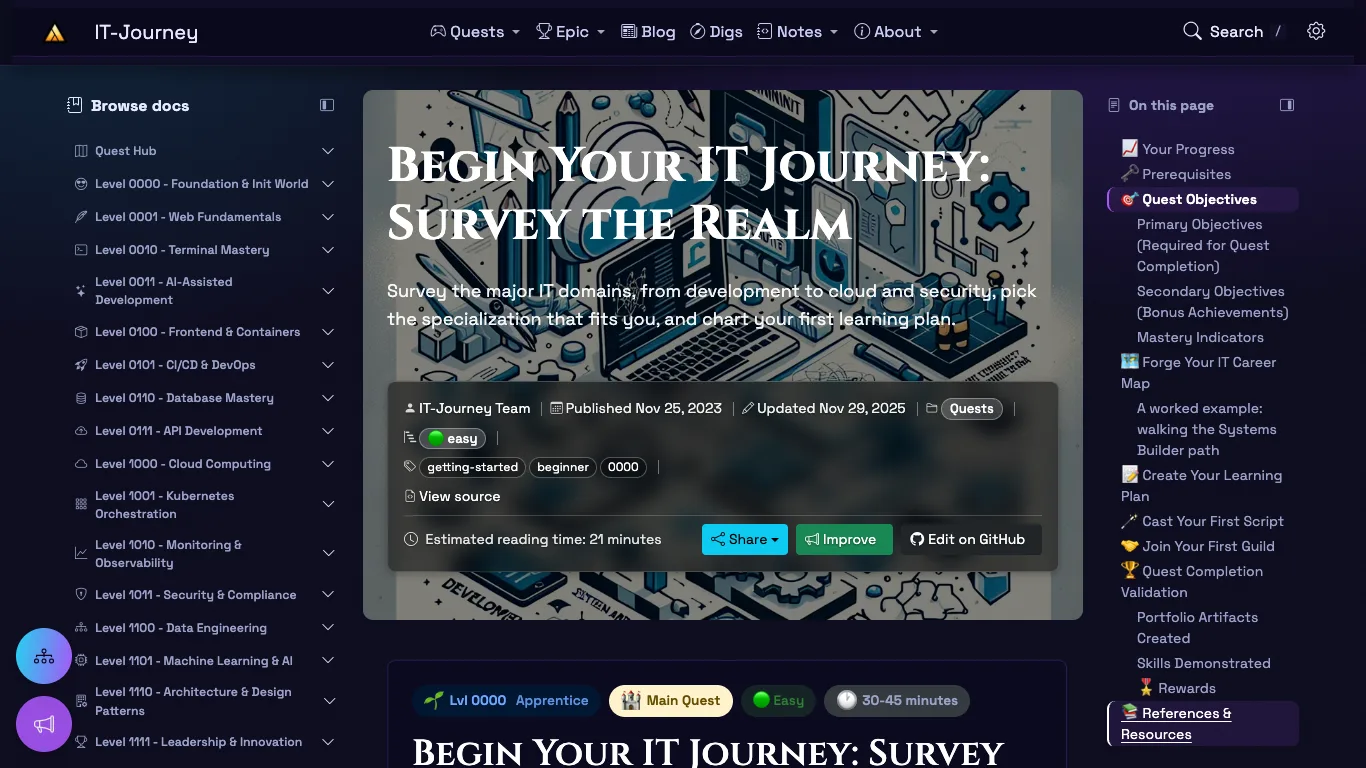 IT-Journey
Quests
Epic
Blog
Digs
Notes
About
Search /
Browse docs
Quest Hub
Level 0000 - Foundation & Init World
Level 0001 - Web Fundamentals
Level 0010 - Terminal Mastery
Level 0011 - AI-Assisted
Development
Level 0100 - Frontend & Containers
Level 0101 - CI/CD & DevOps
Level 0110 - Database Mastery
Level 0111 - API Development
Level 1000 - Cloud Computing
Level 1001 - Kubernetes
Orchestration
Level 1010 - Monitoring &
Observability
Level 1011 - Security & Compliance
Level 1100 - Data Engineering
Level 1101 - Machine Learning & AI
Level 1110 - Architecture & Design
Patterns
Level 1111 - Leadership & Innovation
Begin Your IT Journey:
Survey the Realm
Survey the major IT domains, from development to cloud and security, pick
the specialization that fits you, and chart your first learning plan.
IT-Journey Team | Published Nov 25, 2023 | Updated Nov 29, 2025 | Quests |
easy |
getting-started beginner 0000 |
View source
Estimated reading time: 21 minutes
Share
Improve
Edit on GitHub
Lvl 0000 Apprentice
Main Quest
Easy
30-45 minutes
Begin Your IT Journey: Survey
On this page
Your Progress
Prerequisites
Quest Objectives
Primary Objectives
(Required for Quest
Completion)
Secondary Objectives
(Bonus Achievements)
Mastery Indicators
Forge Your IT Career
Map
A worked example:
walking the Systems
Builder path
Create Your Learning
Plan
Cast Your First Script
Join Your First Guild
Quest Completion
Validation
Portfolio Artifacts
Created
Skills Demonstrated
Rewards
References &
Resources